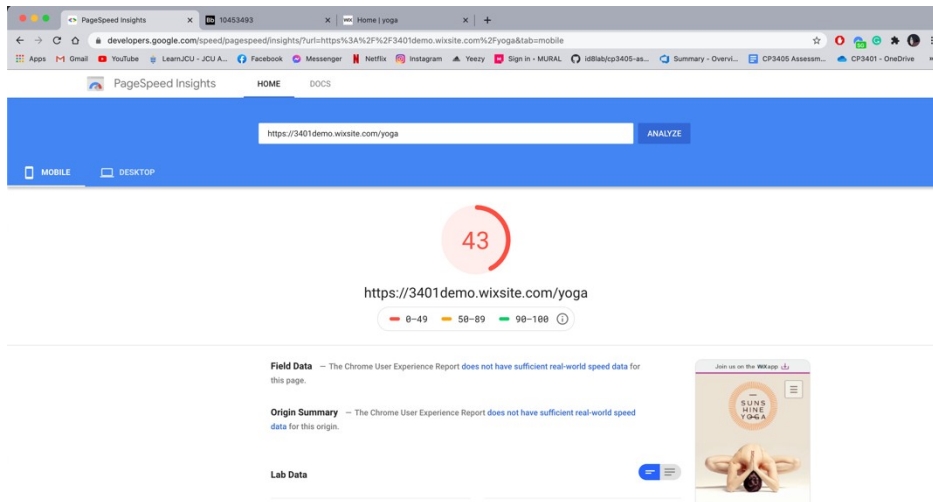 PageSpeed Insights
Bb 10453493
WIX Home | yoga
developers.google.com/speed/pagespeed/insights/?url=https%3A%2F%2F3401demo.wixsite.com%2Fyoga&tab=mobile
Apps Gmail YouTube LearnJCU - JCU A... Facebook Messenger Netflix Instagram Yeezy Sign in - MURAL id8lab/cp3405-as... Summary - Overvi... CP3405 Assessm... CP3401 - OneDrive
PageSpeed Insights HOME DOCS
https://3401demo.wixsite.com/yoga ANALYZE
MOBILE DESKTOP
43
https://3401demo.wixsite.com/yoga
0–49 50–89 90–100
Field Data — The Chrome User Experience Report does not have sufficient real-world speed data for
this page.
Origin Summary — The Chrome User Experience Report does not have sufficient real-world speed
data for this origin.
Lab Data
Join us on the WiXapp
SUNS
HINE
YOGA